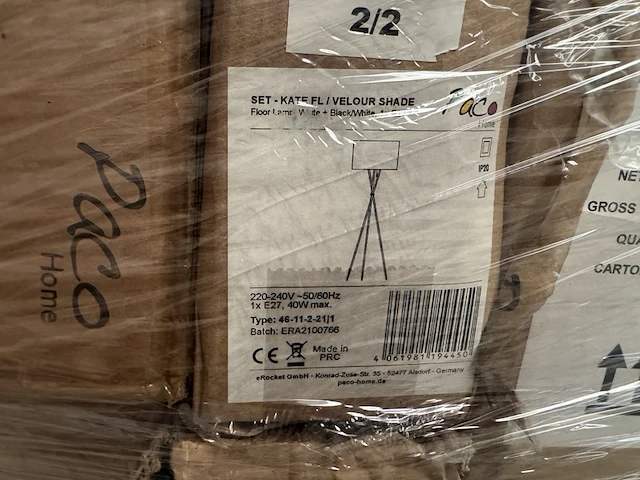 2/2
SET - KATE FL / VELOUR SHADE
Floor Lamp White + Black/White
Paco
Home
IP20
220-240V ~50/60Hz
1x E27, 40W max.
Type: 46-11-2-21/1
Batch: ERA2100766
CE
Made in
PRC
4 061981 194450
eRocket GmbH - Konrad-Zuse-Str. 35 - 52477 Alsdorf - Germany
paco-home.de
Paco
Home
NET
GROSS
QUA
CARTO